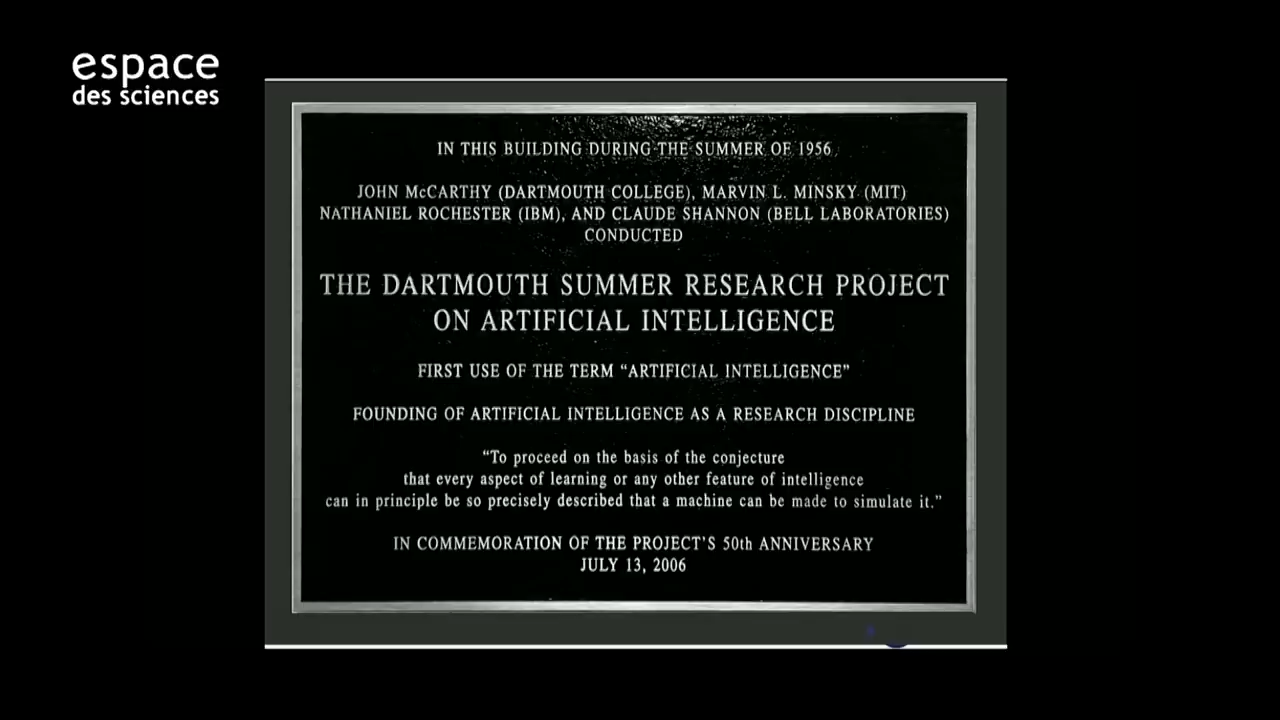 espace
des sciences
IN THIS BUILDING DURING THE SUMMER OF 1956
JOHN McCARTHY (DARTMOUTH COLLEGE), MARVIN L. MINSKY (MIT)
NATHANIEL ROCHESTER (IBM), AND CLAUDE SHANNON (BELL LABORATORIES)
CONDUCTED
THE DARTMOUTH SUMMER RESEARCH PROJECT
ON ARTIFICIAL INTELLIGENCE
FIRST USE OF THE TERM “ARTIFICIAL INTELLIGENCE”
FOUNDING OF ARTIFICIAL INTELLIGENCE AS A RESEARCH DISCIPLINE
“To proceed on the basis of the conjecture
that every aspect of learning or any other feature of intelligence
can in principle be so precisely described that a machine can be made to simulate it.”
IN COMMEMORATION OF THE PROJECT'S 50th ANNIVERSARY
JULY 13, 2006